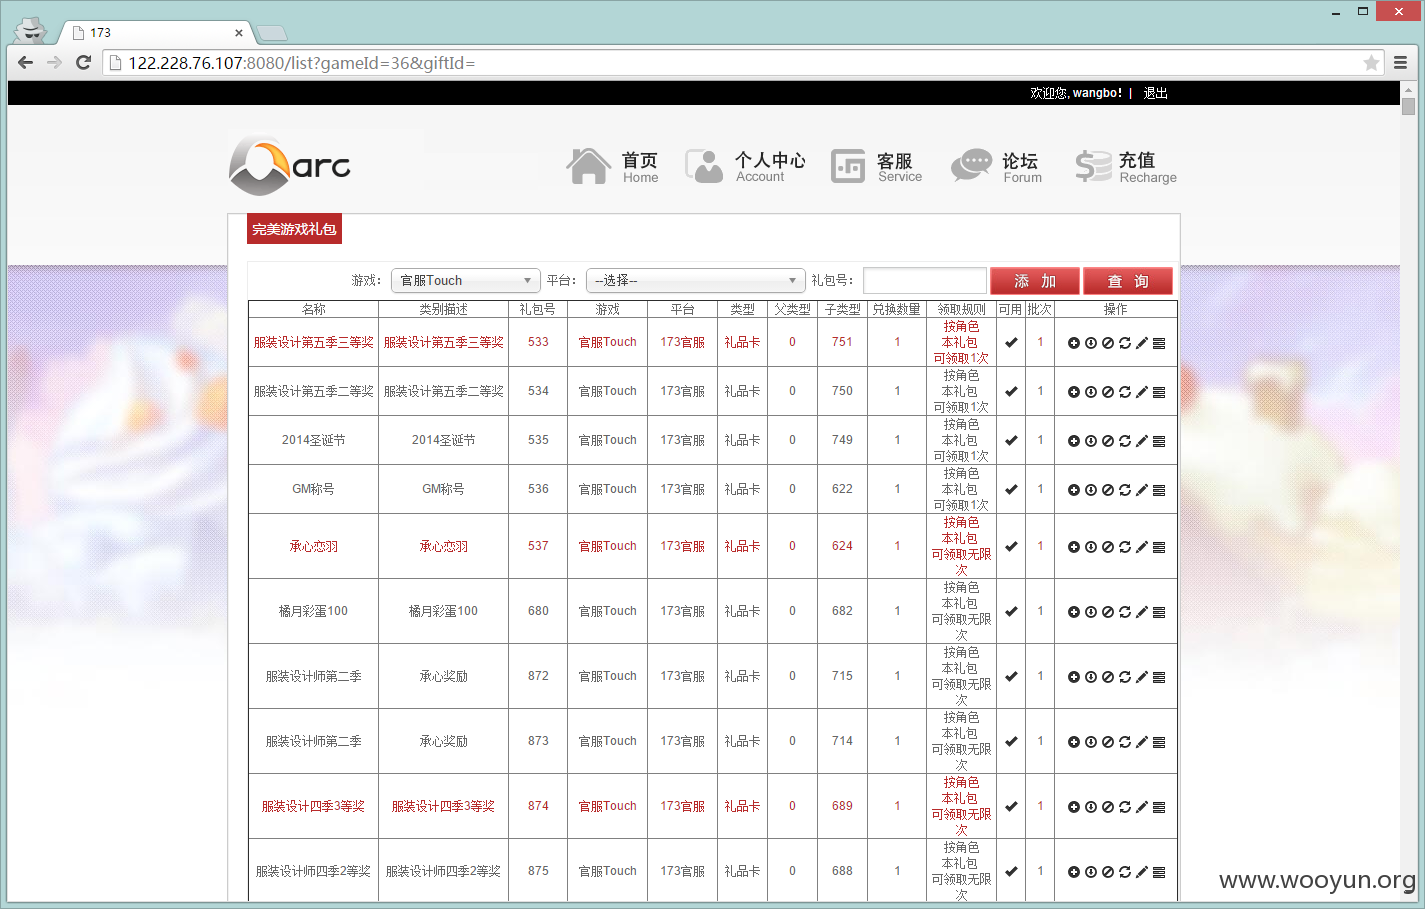 173
122.228.76.107:8080/list?gameId=36&giftId=
欢迎您, wangbo! | 退出
arc
首页 个人中心 客服 论坛 充值
Home Account Service Forum Recharge
完美游戏礼包
游戏: 官服Touch 平台: --选择-- 礼包号: 添 加 查 询
名称 类别描述 礼包号 游戏 平台 类型 父类型 子类型 兑换数量 领取规则 可用 批次 操作
服装设计第五季三等奖 服装设计第五季三等奖 533 官服Touch 173官服 礼品卡 0 751 1 按角色 本礼包 可领取1次 1
服装设计第五季二等奖 服装设计第五季二等奖 534 官服Touch 173官服 礼品卡 0 750 1 按角色 本礼包 可领取1次 1
2014圣诞节 2014圣诞节 535 官服Touch 173官服 礼品卡 0 749 1 按角色 本礼包 可领取1次 1
GM称号 GM称号 536 官服Touch 173官服 礼品卡 0 622 1 按角色 本礼包 可领取1次 1
承心恋羽 承心恋羽 537 官服Touch 173官服 礼品卡 0 624 1 按角色 本礼包 可领取无限次 1
橘月彩蛋100 橘月彩蛋100 680 官服Touch 173官服 礼品卡 0 682 1 按角色 本礼包 可领取无限次 1
服装设计师第二季 承心奖励 872 官服Touch 173官服 礼品卡 0 715 1 按角色 本礼包 可领取无限次 1
服装设计师第二季 承心奖励 873 官服Touch 173官服 礼品卡 0 714 1 按角色 本礼包 可领取无限次 1
服装设计四季3等奖 服装设计四季3等奖 874 官服Touch 173官服 礼品卡 0 689 1 按角色 本礼包 可领取无限次 1
服装设计师四季2等奖 服装设计师四季2等奖 875 官服Touch 173官服 礼品卡 0 688 1 按角色 本礼包 可领取无限次 1
www.wooyun.org